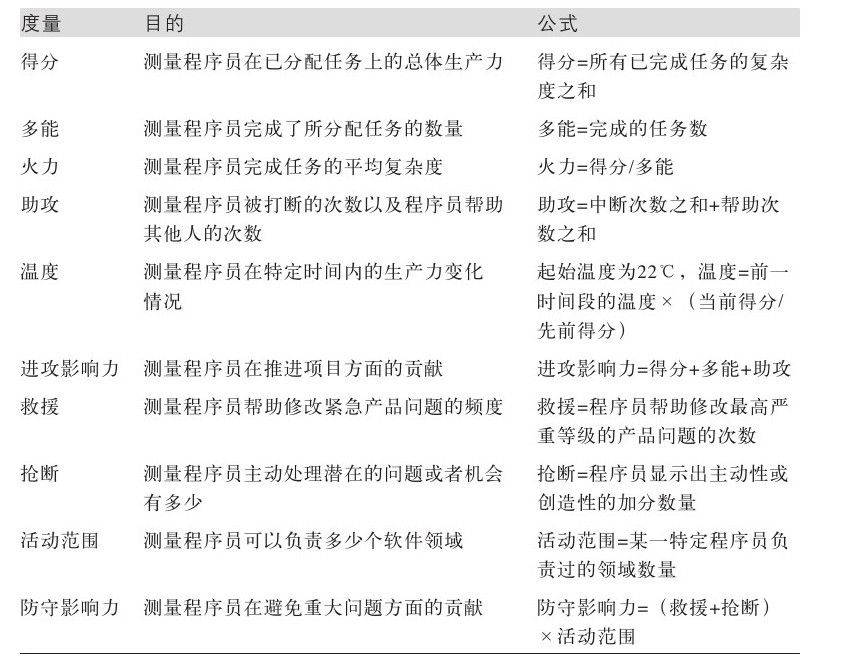 度量 目的 公式
得分 测量程序员在已分配任务上的总体生产力 得分=所有已完成任务的复杂
度之和
多能 测量程序员完成了所分配任务的数量 多能=完成的任务数
火力 测量程序员完成任务的平均复杂度 火力=得分/多能
助攻 测量程序员被打断的次数以及程序员帮助 助攻=中断次数之和+帮助次
其他人的次数 数之和
温度 测量程序员在特定时间内的生产力变化 起始温度为22℃，温度=前一
情况 时间段的温度×（当前得分/
先前得分）
进攻影响力 测量程序员在推进项目方面的贡献 进攻影响力=得分+多能+助攻
救援 测量程序员帮助修改紧急产品问题的频度 救援=程序员帮助修改最高严
重等级的产品问题的次数
抢断 测量程序员主动处理潜在的问题或者机会 抢断=程序员显示出主动性或
有多少 创造性的加分数量
活动范围 测量程序员可以负责多少个软件领域 活动范围=某一特定程序员负
责过的领域数量
防守影响力 测量程序员在避免重大问题方面的贡献 防守影响力=（救援+抢断）
×活动范围